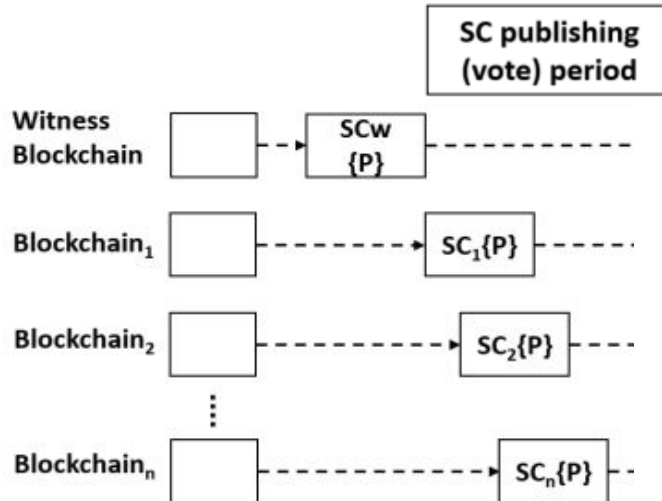 SC publishing
(vote) period
Witness
Blockchain
SCw
{P}
Blockchain₁
SC₁{P}
Blockchain₂
SC₂{P}
Blockchainₙ
SCₙ{P}